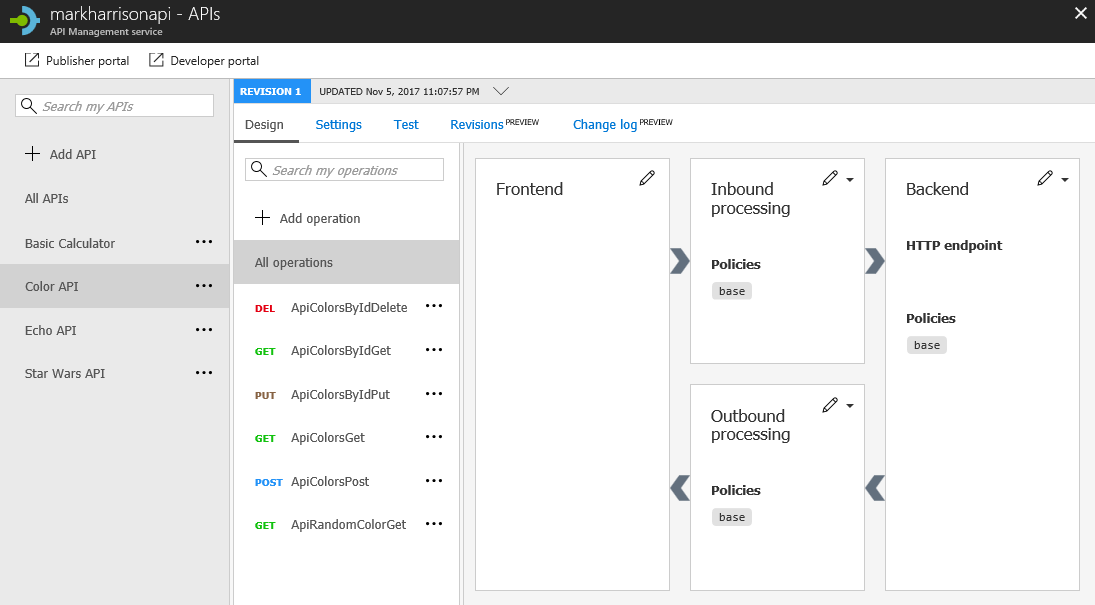 markharrisonapi - APIs
API Management service
Publisher portal
Developer portal
Search my APIs
Add API
All APIs
Basic Calculator
Color API
Echo API
Star Wars API
REVISION 1
UPDATED Nov 5, 2017 11:07:57 PM
Design
Settings
Test
Revisions PREVIEW
Change log PREVIEW
Search my operations
Add operation
All operations
DEL ApiColorsByIdDelete
GET ApiColorsByIdGet
PUT ApiColorsByIdPut
GET ApiColorsGet
POST ApiColorsPost
GET ApiRandomColorGet
Frontend
Inbound
processing
Policies
base
Outbound
processing
Policies
base
Backend
HTTP endpoint
Policies
base